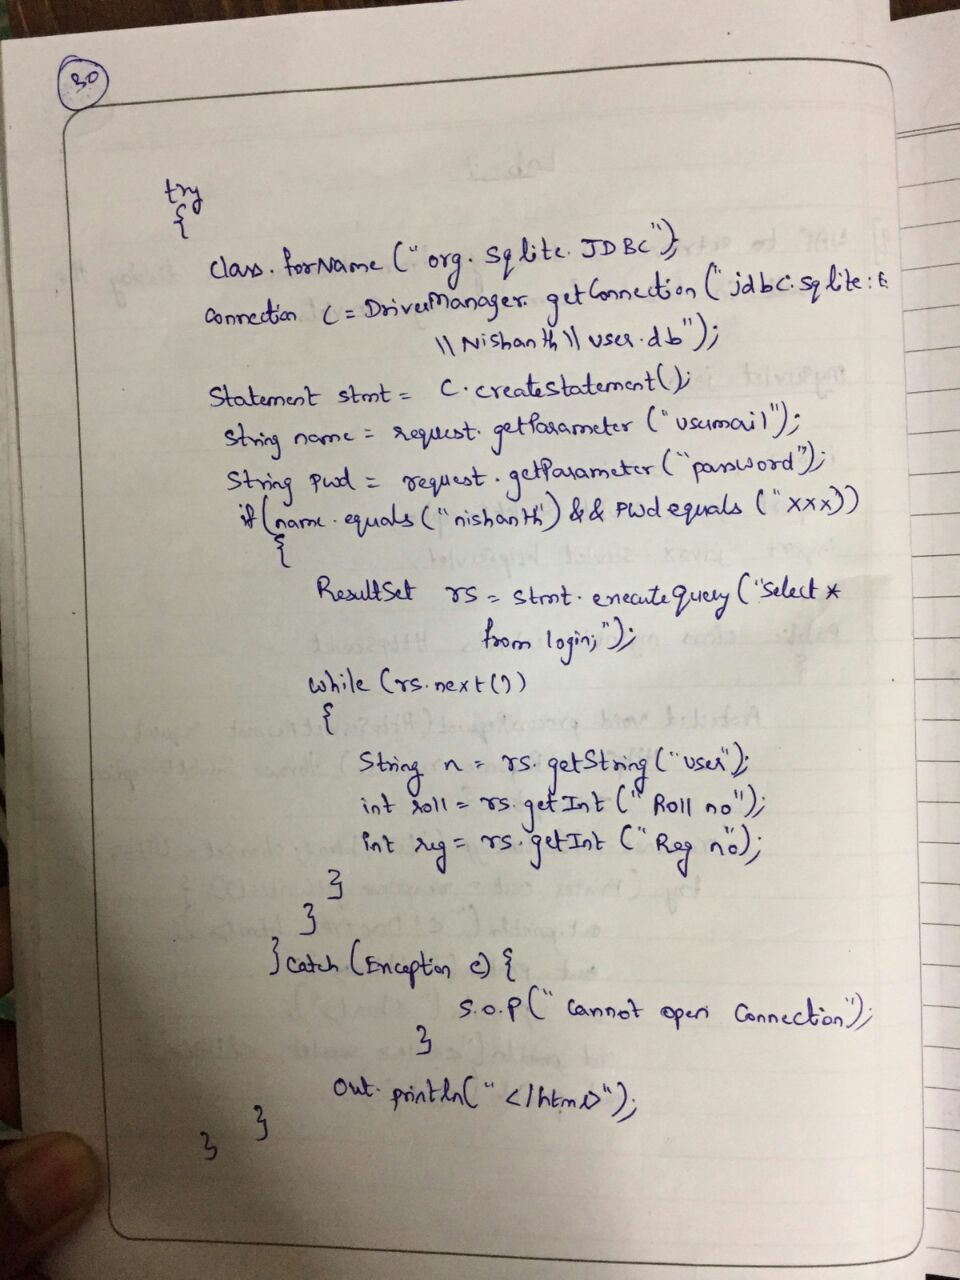 30
try
{
Class.forName("org.sqlite.JDBC");
Connection C = DriverManager.getConnection("jdbc:sqlite:E
\\Nishanth\\user.db");
Statement stmt = C.createStatement();
String name = request.getParameter("usermail");
String pwd = request.getParameter("password");
if(name.equals("nishanth") && pwd equals ("xxx))
{
ResultSet rs = stmt.executeQuery("select *
from login;");
while (rs.next())
{
String n = rs.getString("user");
int roll = rs.getInt("Roll no");
int reg = rs.getInt("Reg no");
}
}
} catch (Exception e) {
S.O.P("Cannot open Connection");
}
out.println("</html>");
}
}